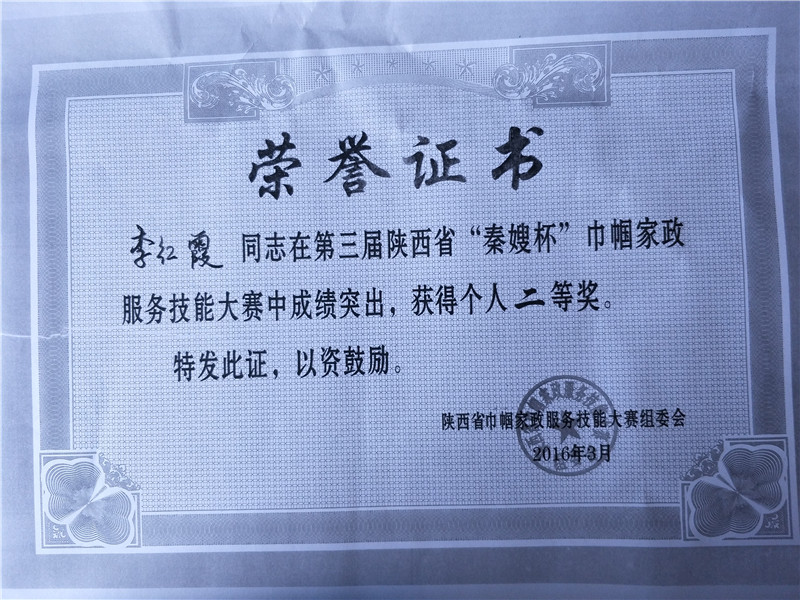 荣誉证书
李红霞 同志在第三届陕西省“秦嫂杯”巾帼家政
服务技能大赛中成绩突出，获得个人二等奖。
特发此证，以资鼓励。
陕西省巾帼家政服务技能大赛组委会
2016年3月